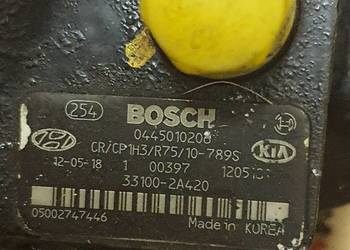 254 BOSCH
0445010206
CR/CP1H3/R75/10-789S
KIA
12-05-18 1 00397
33100-2A420
05002747446 Made in KOREA